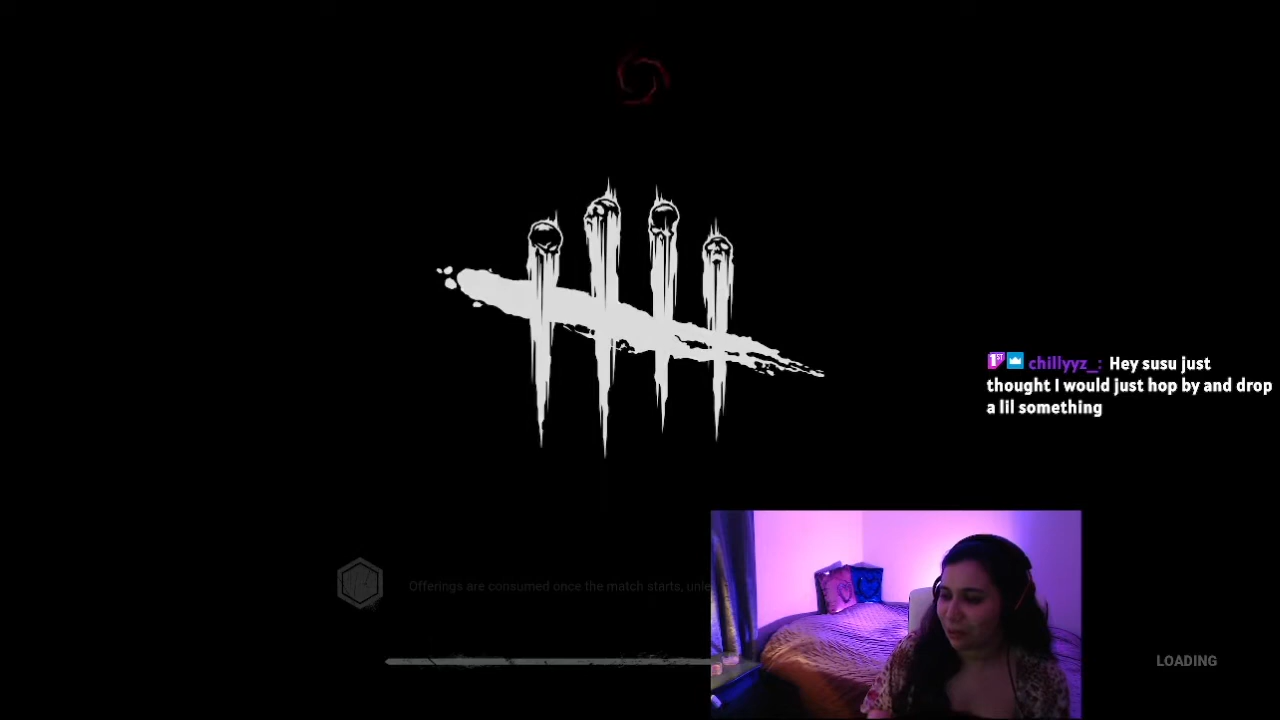 chillyyz_: Hey susu just
thought I would just hop by and drop
a lil something
Offerings are consumed once the match starts, unle
LOADING